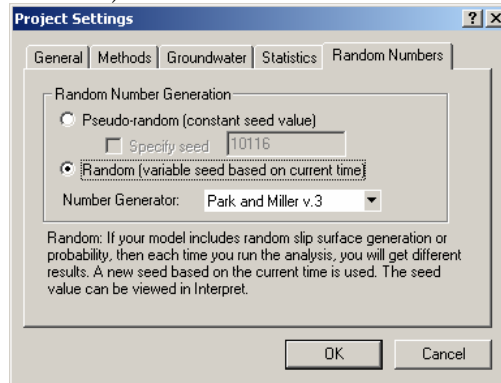 Project Settings
General Methods Groundwater Statistics Random Numbers
Random Number Generation
Pseudo-random (constant seed value)
Specify seed 10116
Random (variable seed based on current time)
Number Generator: Park and Miller v.3
Random: If your model includes random slip surface generation or
probability, then each time you run the analysis, you will get different
results. A new seed based on the current time is used. The seed
value can be viewed in Interpret.
OK Cancel